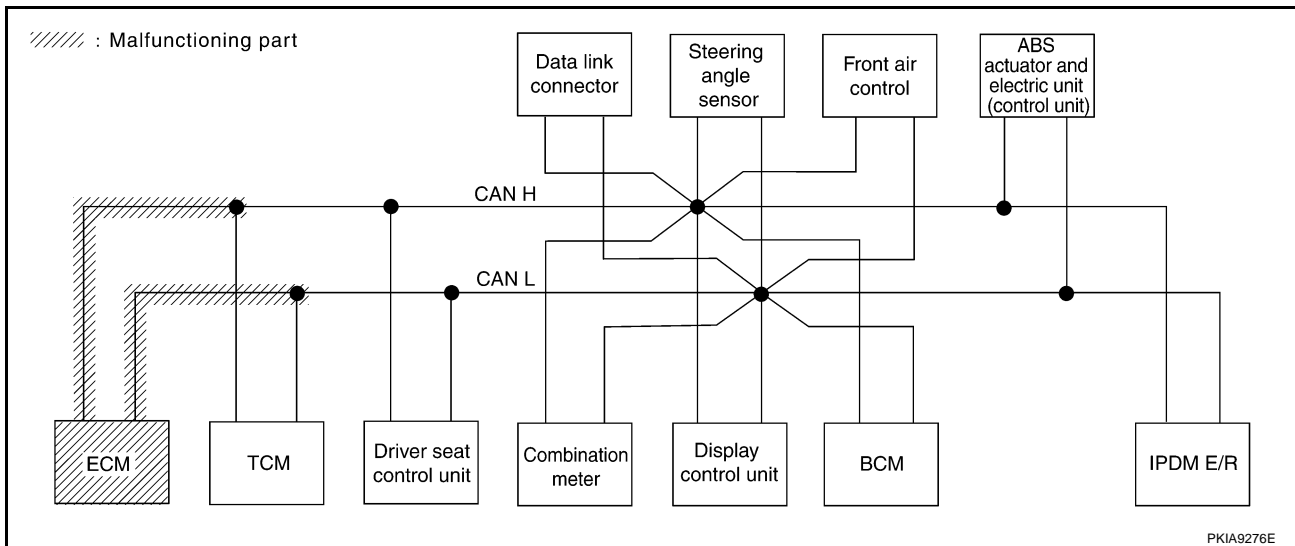 : Malfunctioning part
Data link
connector
Steering
angle
sensor
Front air
control
ABS
actuator and
electric unit
(control unit)
CAN H
CAN L
ECM
TCM
Driver seat
control unit
Combination
meter
Display
control unit
BCM
IPDM E/R
PKIA9276E